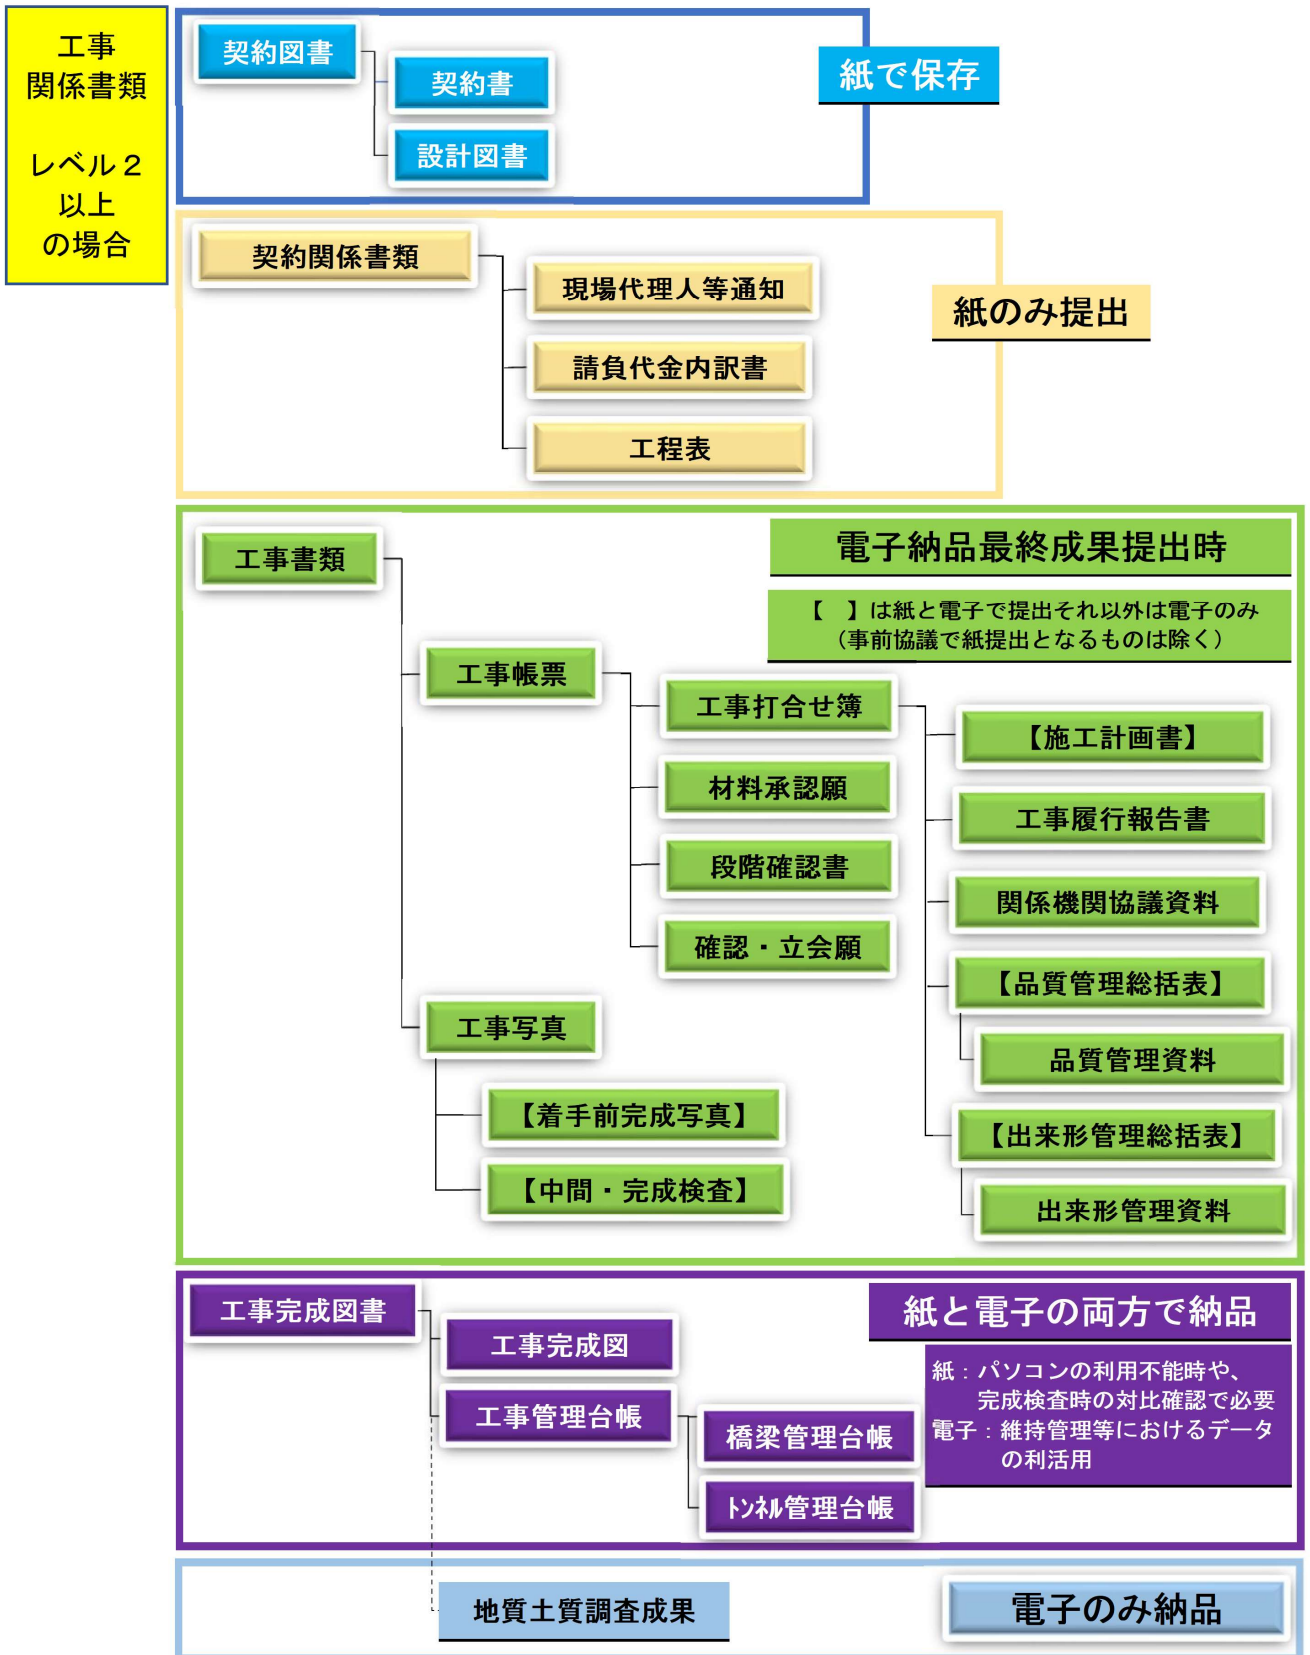 工事
関係書類
レベル２
以上
の場合
契約図書
契約書
設計図書
紙で保存
契約関係書類
現場代理人等通知
請負代金内訳書
工程表
紙のみ提出
電子納品最終成果提出時
【　】は紙と電子で提出それ以外は電子のみ
（事前協議で紙提出となるものは除く）
工事書類
工事帳票
工事打合せ簿
材料承認願
段階確認書
確認・立会願
【施工計画書】
工事履行報告書
関係機関協議資料
【品質管理総括表】
品質管理資料
【出来形管理総括表】
出来形管理資料
工事写真
【着手前完成写真】
【中間・完成検査】
工事完成図書
工事完成図
工事管理台帳
橋梁管理台帳
ﾄﾝﾈﾙ管理台帳
紙と電子の両方で納品
紙：パソコンの利用不能時や、
完成検査時の対比確認で必要
電子：維持管理等におけるデータ
の利活用
地質土質調査成果
電子のみ納品